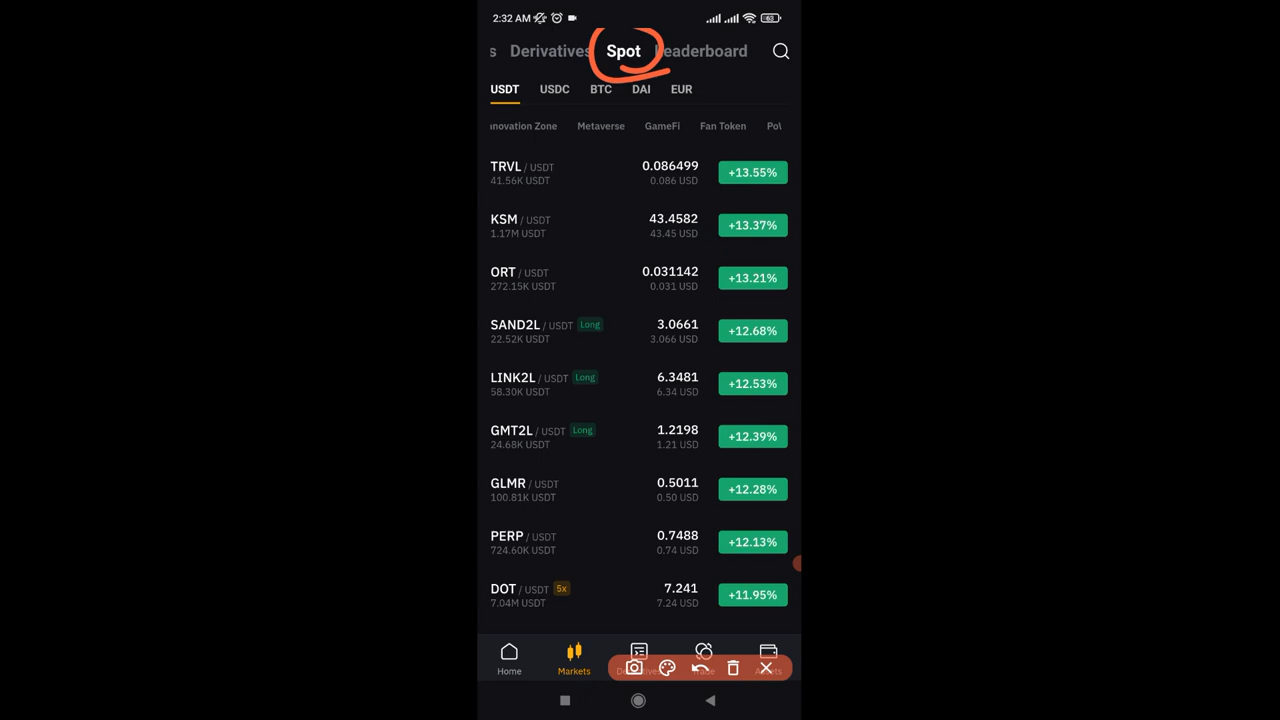 2:32 AM 63
s Derivatives Spot Leaderboard
USDT USDC BTC DAI EUR
nnovation Zone Metaverse GameFi Fan Token
TRVL / USDT 0.086499 +13.55%
41.56K USDT 0.086 USD
KSM / USDT 43.4582 +13.37%
1.17M USDT 43.45 USD
ORT / USDT 0.031142 +13.21%
272.15K USDT 0.031 USD
SAND2L / USDT Long 3.0661 +12.68%
22.52K USDT 3.066 USD
LINK2L / USDT Long 6.3481 +12.53%
58.30K USDT 6.34 USD
GMT2L / USDT Long 1.2198 +12.39%
24.68K USDT 1.21 USD
GLMR / USDT 0.5011 +12.28%
100.81K USDT 0.50 USD
PERP / USDT 0.7488 +12.13%
724.60K USDT 0.74 USD
DOT / USDT 5x 7.241 +11.95%
7.04M USDT 7.24 USD
Home Markets Derivatives Trade Assets